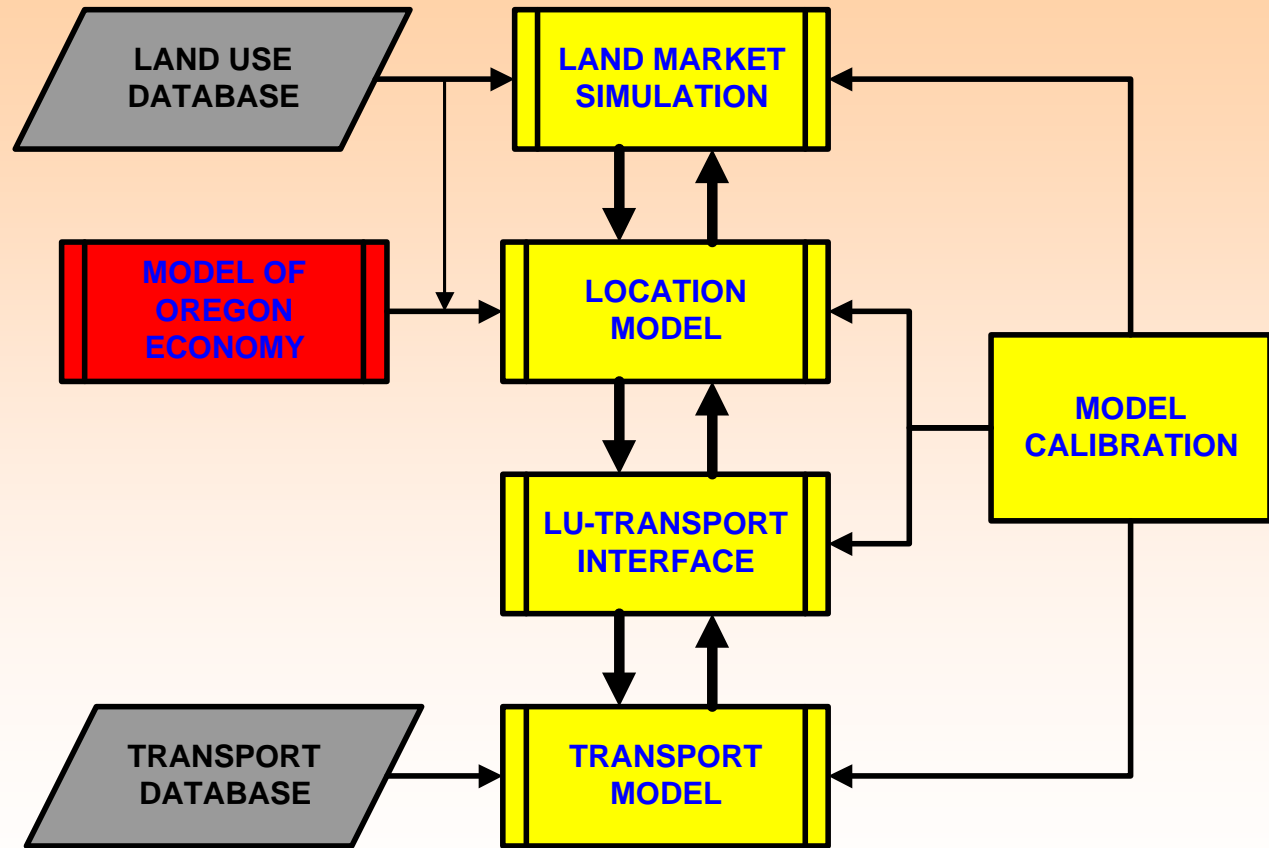 LAND USE
DATABASE
LAND MARKET
SIMULATION
MODEL OF
OREGON
ECONOMY
LOCATION
MODEL
MODEL
CALIBRATION
LU-TRANSPORT
INTERFACE
TRANSPORT
DATABASE
TRANSPORT
MODEL